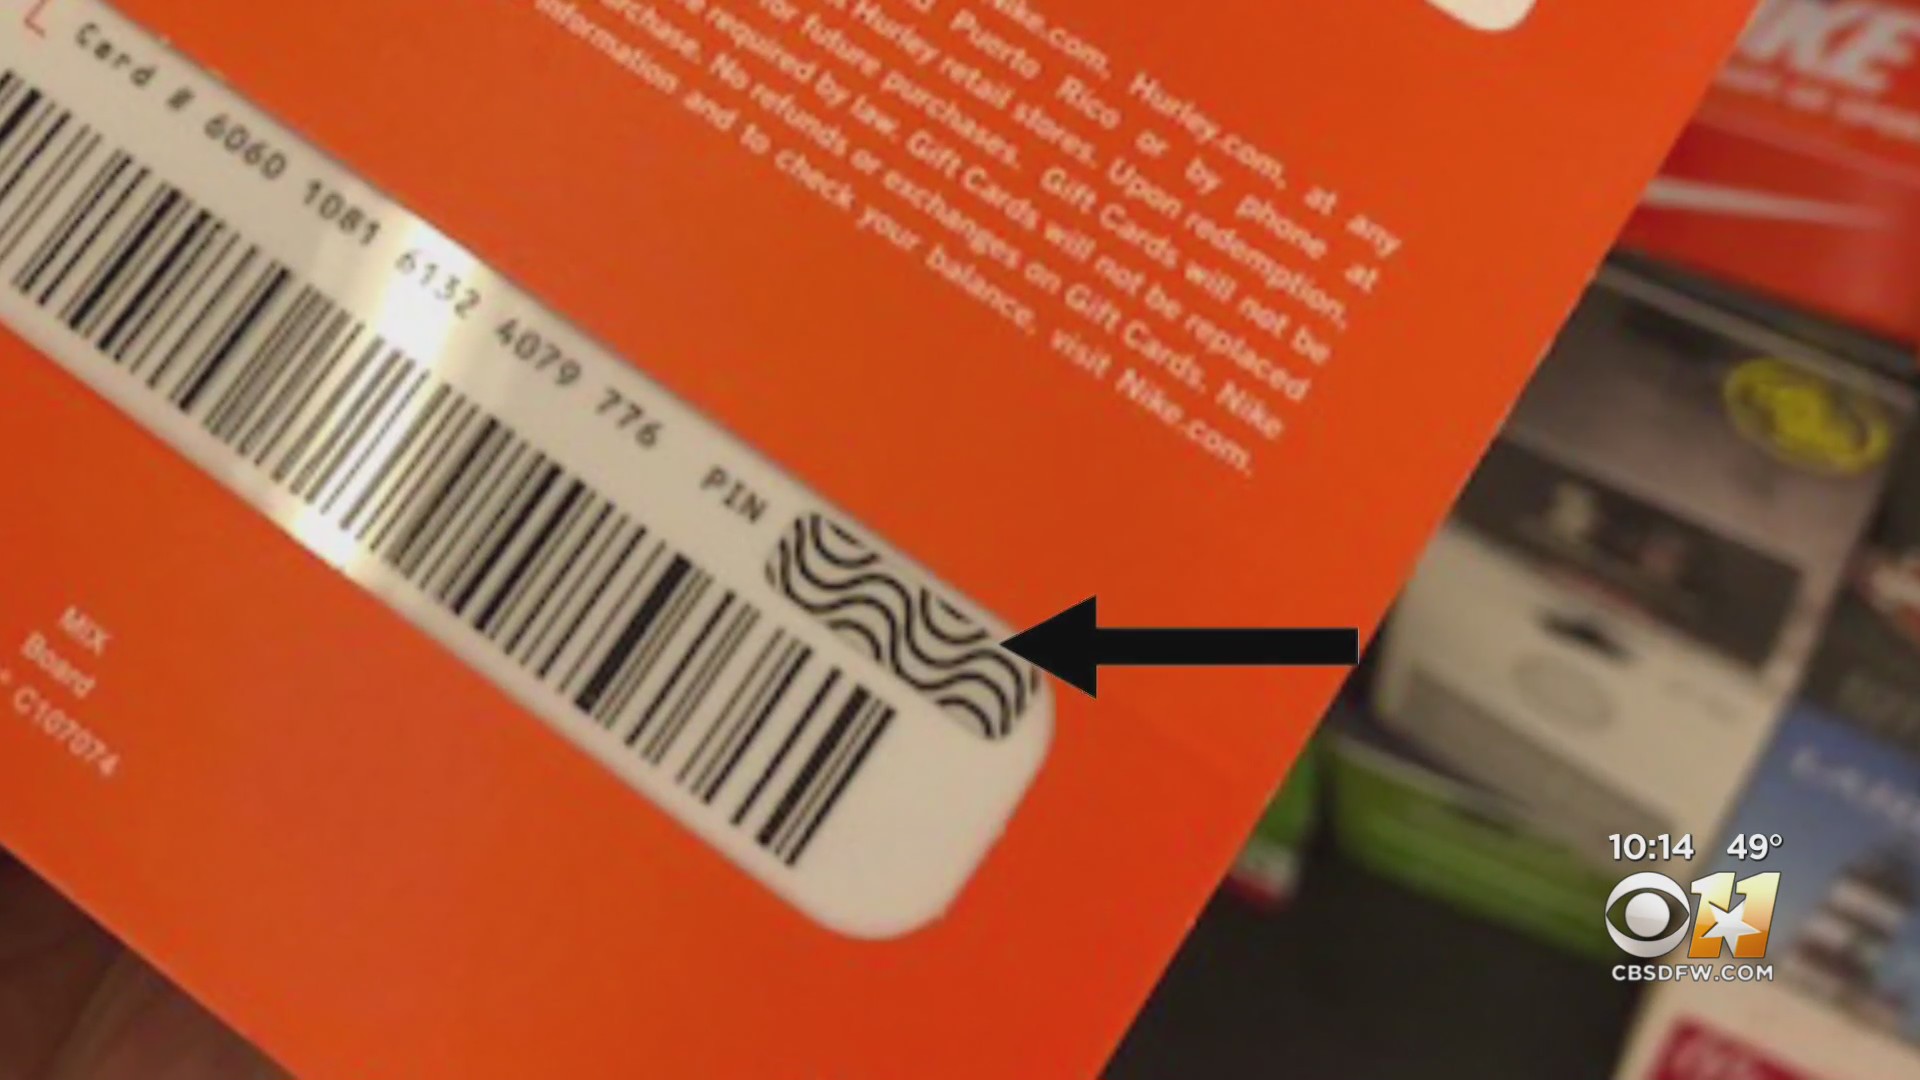 Card # 6060 1081 6132 4079 776 PIN
Nike.com, Hurley.com, at any
Puerto Rico or by phone at
Hurley retail stores. Upon redemption,
for future purchases. Gift Cards will not be
required by law. Gift Cards will not be replaced
No refunds or exchanges on Gift Cards. Nike
information and to check your balance, visit Nike.com.
MIX
Board
C107074
10:14 49°
11
CBSDFW.COM